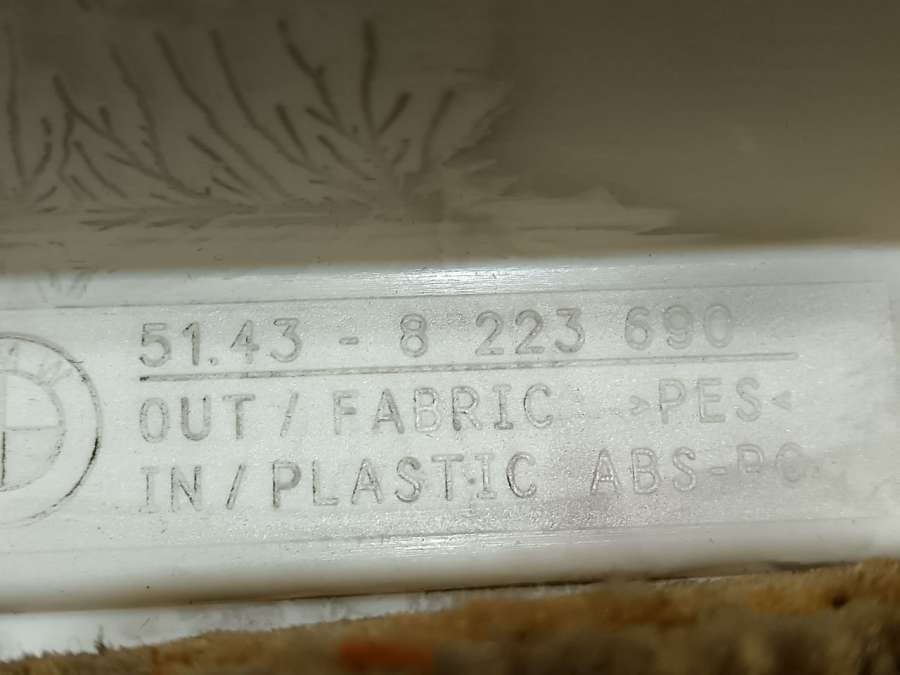 51.43 - 8 223 690
OUT / FABRIC >PES<
IN / PLASTIC ABS-PC